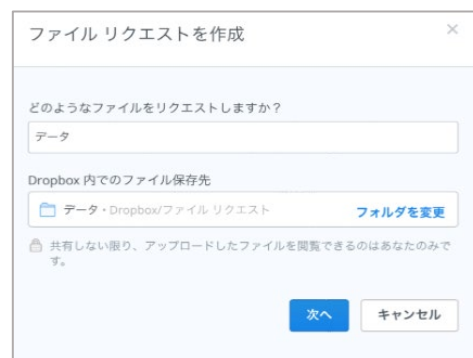 ファイル リクエストを作成
どのようなファイルをリクエストしますか？
データ
Dropbox 内でのファイル保存先
データ・Dropbox/ファイル リクエスト フォルダを変更
共有しない限り、アップロードしたファイルを閲覧できるのはあなたのみで
す。
次へ キャンセル